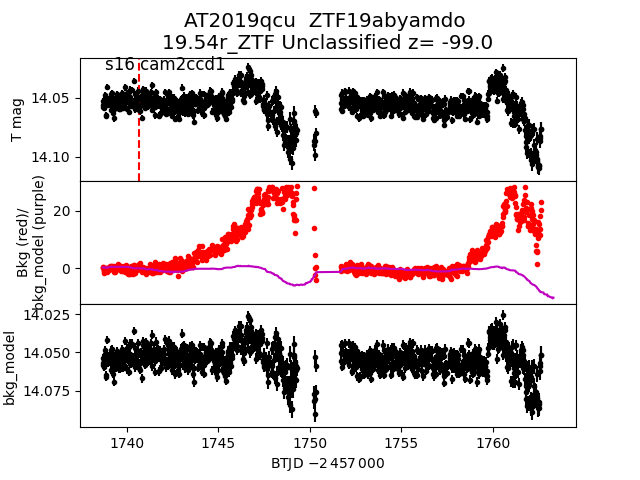 AT2019qcu  ZTF19abyamdo
19.54r_ZTF Unclassified z= -99.0
s16 cam2ccd1
T mag
14.05
14.10
Bkg (red)/
bkg_model (purple)
20
0
bkg_model
14.025
14.050
14.075
1740
1745
1750
1755
1760
BTJD −2 457 000